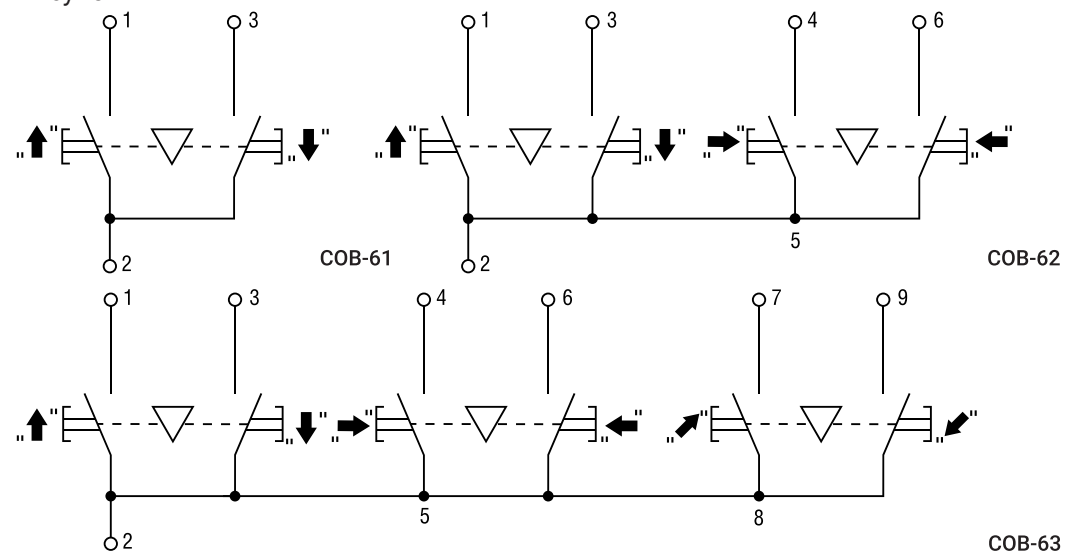 1 3 1 3 4 6
" " " " " " " "
" " " "
5
2 COB-61 2 COB-62
1 3 4 6 7 9
" " " " " "
" " " " " "
5 8
2 COB-63